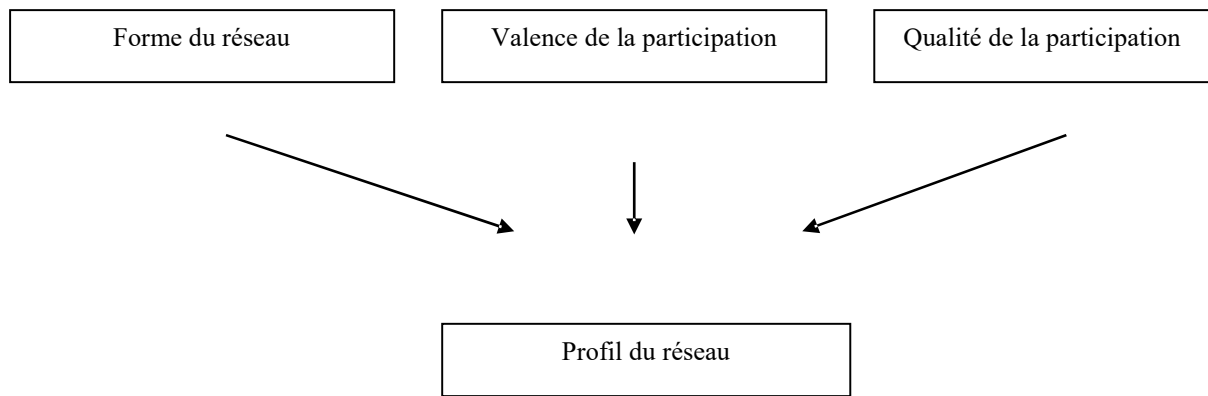 Forme du réseau
Valence de la participation
Qualité de la participation
Profil du réseau